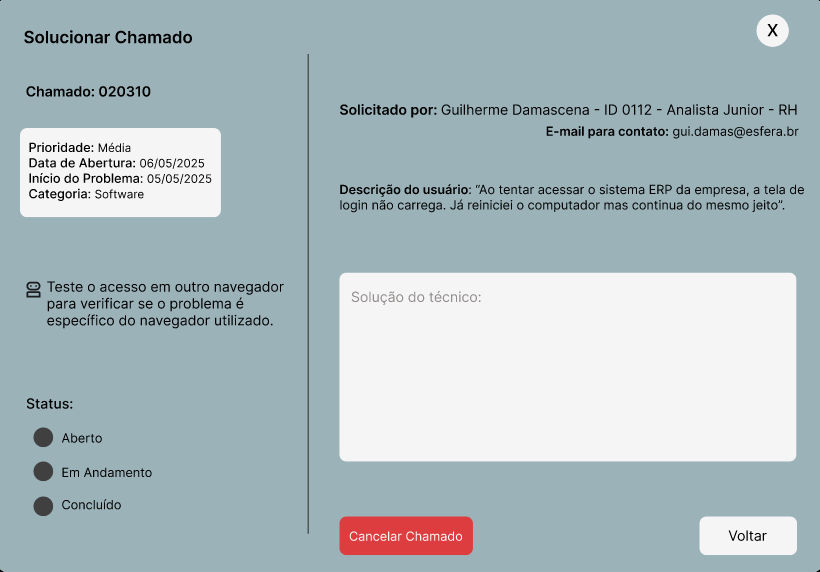 Solucionar Chamado
X
Chamado: 020310
Prioridade: Média
Data de Abertura: 06/05/2025
Início do Problema: 05/05/2025
Categoria: Software
Teste o acesso em outro navegador
para verificar se o problema é
específico do navegador utilizado.
Status:
Aberto
Em Andamento
Concluído
Solicitado por: Guilherme Damascena - ID 0112 - Analista Junior - RH
E-mail para contato: gui.damas@esfera.br
Descrição do usuário: “Ao tentar acessar o sistema ERP da empresa, a tela de
login não carrega. Já reiniciei o computador mas continua do mesmo jeito”.
Solução do técnico:
Cancelar Chamado
Voltar